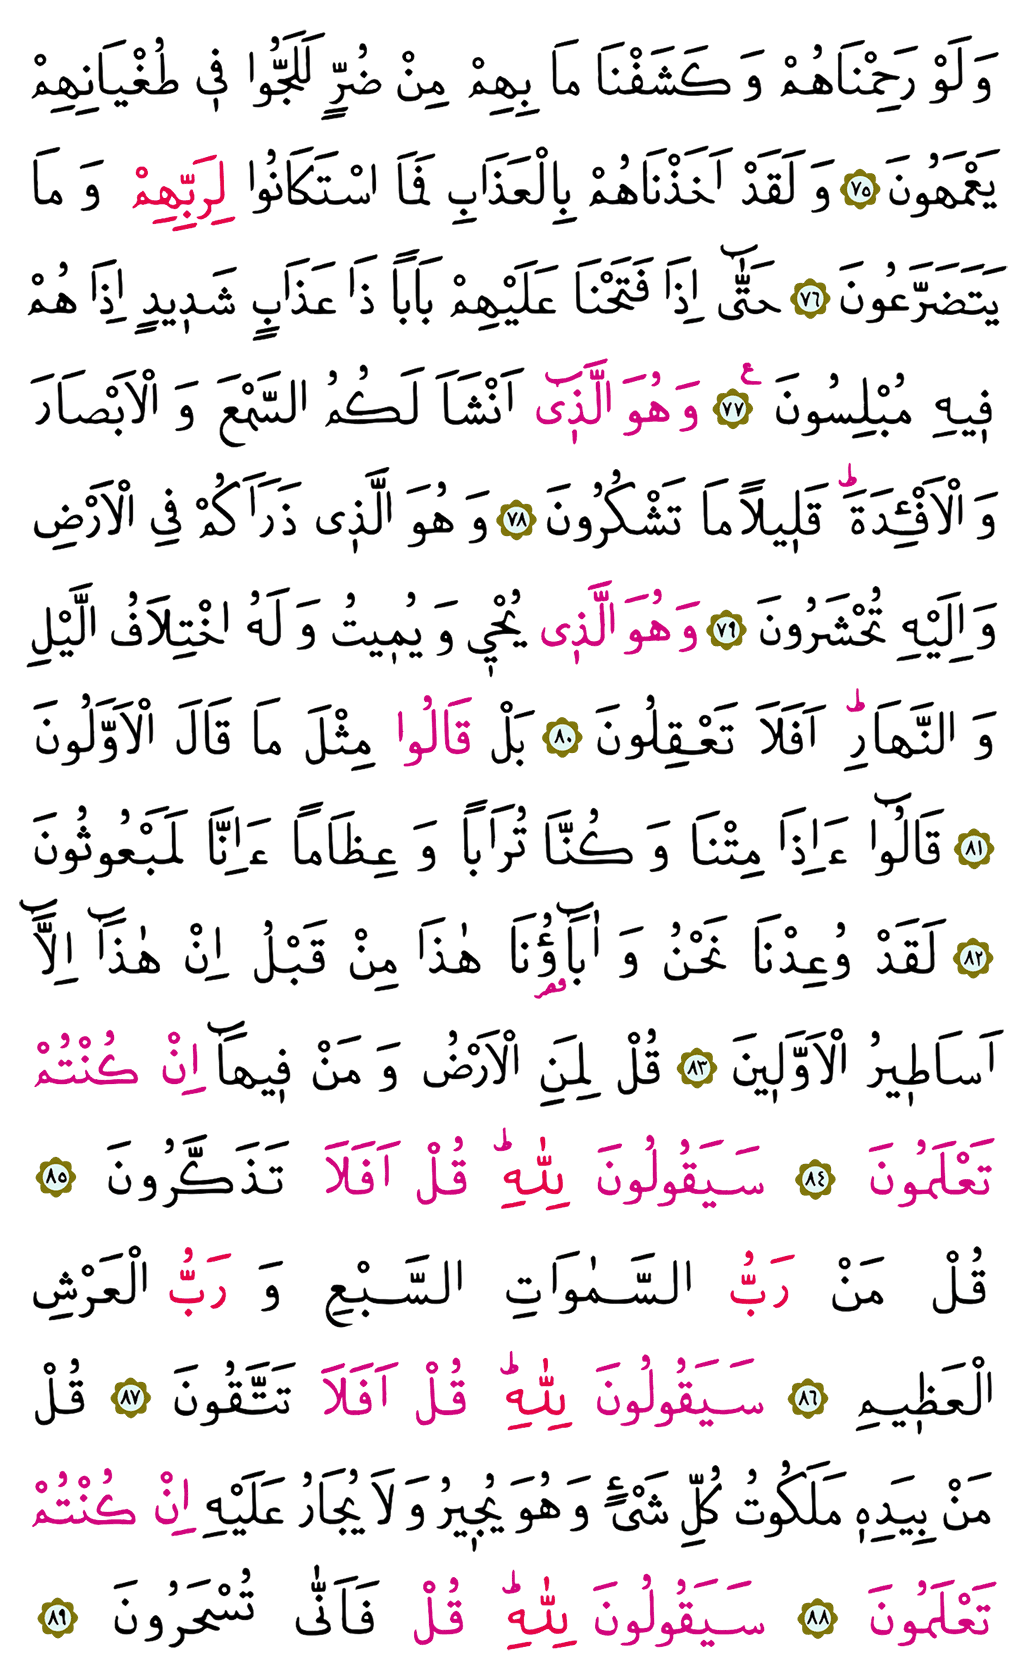 وَلَوْ رَحِمْنَاهُمْ وَكَشَفْنَا مَا بِهِمْ مِنْ ضُرٍّ لَلَجُّوا فٖي طُغْيَانِهِمْ
يَعْمَهُونَ ﴿٧٥﴾ وَلَقَدْ اَخَذْنَاهُمْ بِالْعَذَابِ فَمَا اسْتَكَانُوا لِرَبِّهِمْ وَمَا
يَتَضَرَّعُونَ ﴿٧٦﴾ حَتّٰٓى اِذَا فَتَحْنَا عَلَيْهِمْ بَاباً ذَا عَذَابٍ شَدٖيدٍ اِذَا هُمْ
فٖيهِ مُبْلِسُونَ ﴿٧٧﴾ ع وَهُوَ الَّذٖٓى اَنْشَاَ لَكُمُ السَّمْعَ وَالْاَبْصَارَ
وَالْاَفْـِٔدَةَؕ قَلٖيلاً مَا تَشْكُرُونَ ﴿٧٨﴾ وَهُوَ الَّذٖى ذَرَاَكُمْ فِي الْاَرْضِ
وَاِلَيْهِ تُحْشَرُونَ ﴿٧٩﴾ وَهُوَ الَّذٖى يُحْيٖ وَيُمٖيتُ وَلَهُ اخْتِلَافُ الَّيْلِ
وَالنَّهَارِؕ اَفَلَا تَعْقِلُونَ ﴿٨٠﴾ بَلْ قَالُوا مِثْلَ مَا قَالَ الْاَوَّلُونَ
﴿٨١﴾ قَالُٓوا ءَاِذَا مِتْنَا وَكُنَّا تُرَاباً وَعِظَاماً ءَاِنَّا لَمَبْعُوثُونَ
﴿٨٢﴾ لَقَدْ وُعِدْنَا نَحْنُ وَاٰبَٓاؤُ۬نَا هٰذَا مِنْ قَبْلُ اِنْ هٰذَٓا اِلَّٓا
اَسَاطٖيرُ الْاَوَّلٖينَ ﴿٨٣﴾ قُلْ لِمَنِ الْاَرْضُ وَمَنْ فٖيهَٓا اِنْ كُنْتُمْ
تَعْلَمُونَ ﴿٨٤﴾ سَيَقُولُونَ لِلّٰهِؕ قُلْ اَفَلَا تَذَكَّرُونَ ﴿٨٥﴾
قُلْ مَنْ رَبُّ السَّمٰوَاتِ السَّبْعِ وَرَبُّ الْعَرْشِ
الْعَظٖيمِ ﴿٨٦﴾ سَيَقُولُونَ لِلّٰهِؕ قُلْ اَفَلَا تَتَّقُونَ ﴿٨٧﴾ قُلْ
مَنْ بِيَدِهٖ مَلَكُوتُ كُلِّ شَيْءٍ وَهُوَ يُجٖيرُ وَلَا يُجَارُ عَلَيْهِ اِنْ كُنْتُمْ
تَعْلَمُونَ ﴿٨٨﴾ سَيَقُولُونَ لِلّٰهِؕ قُلْ فَاَنّٰى تُسْحَرُونَ ﴿٨٩﴾